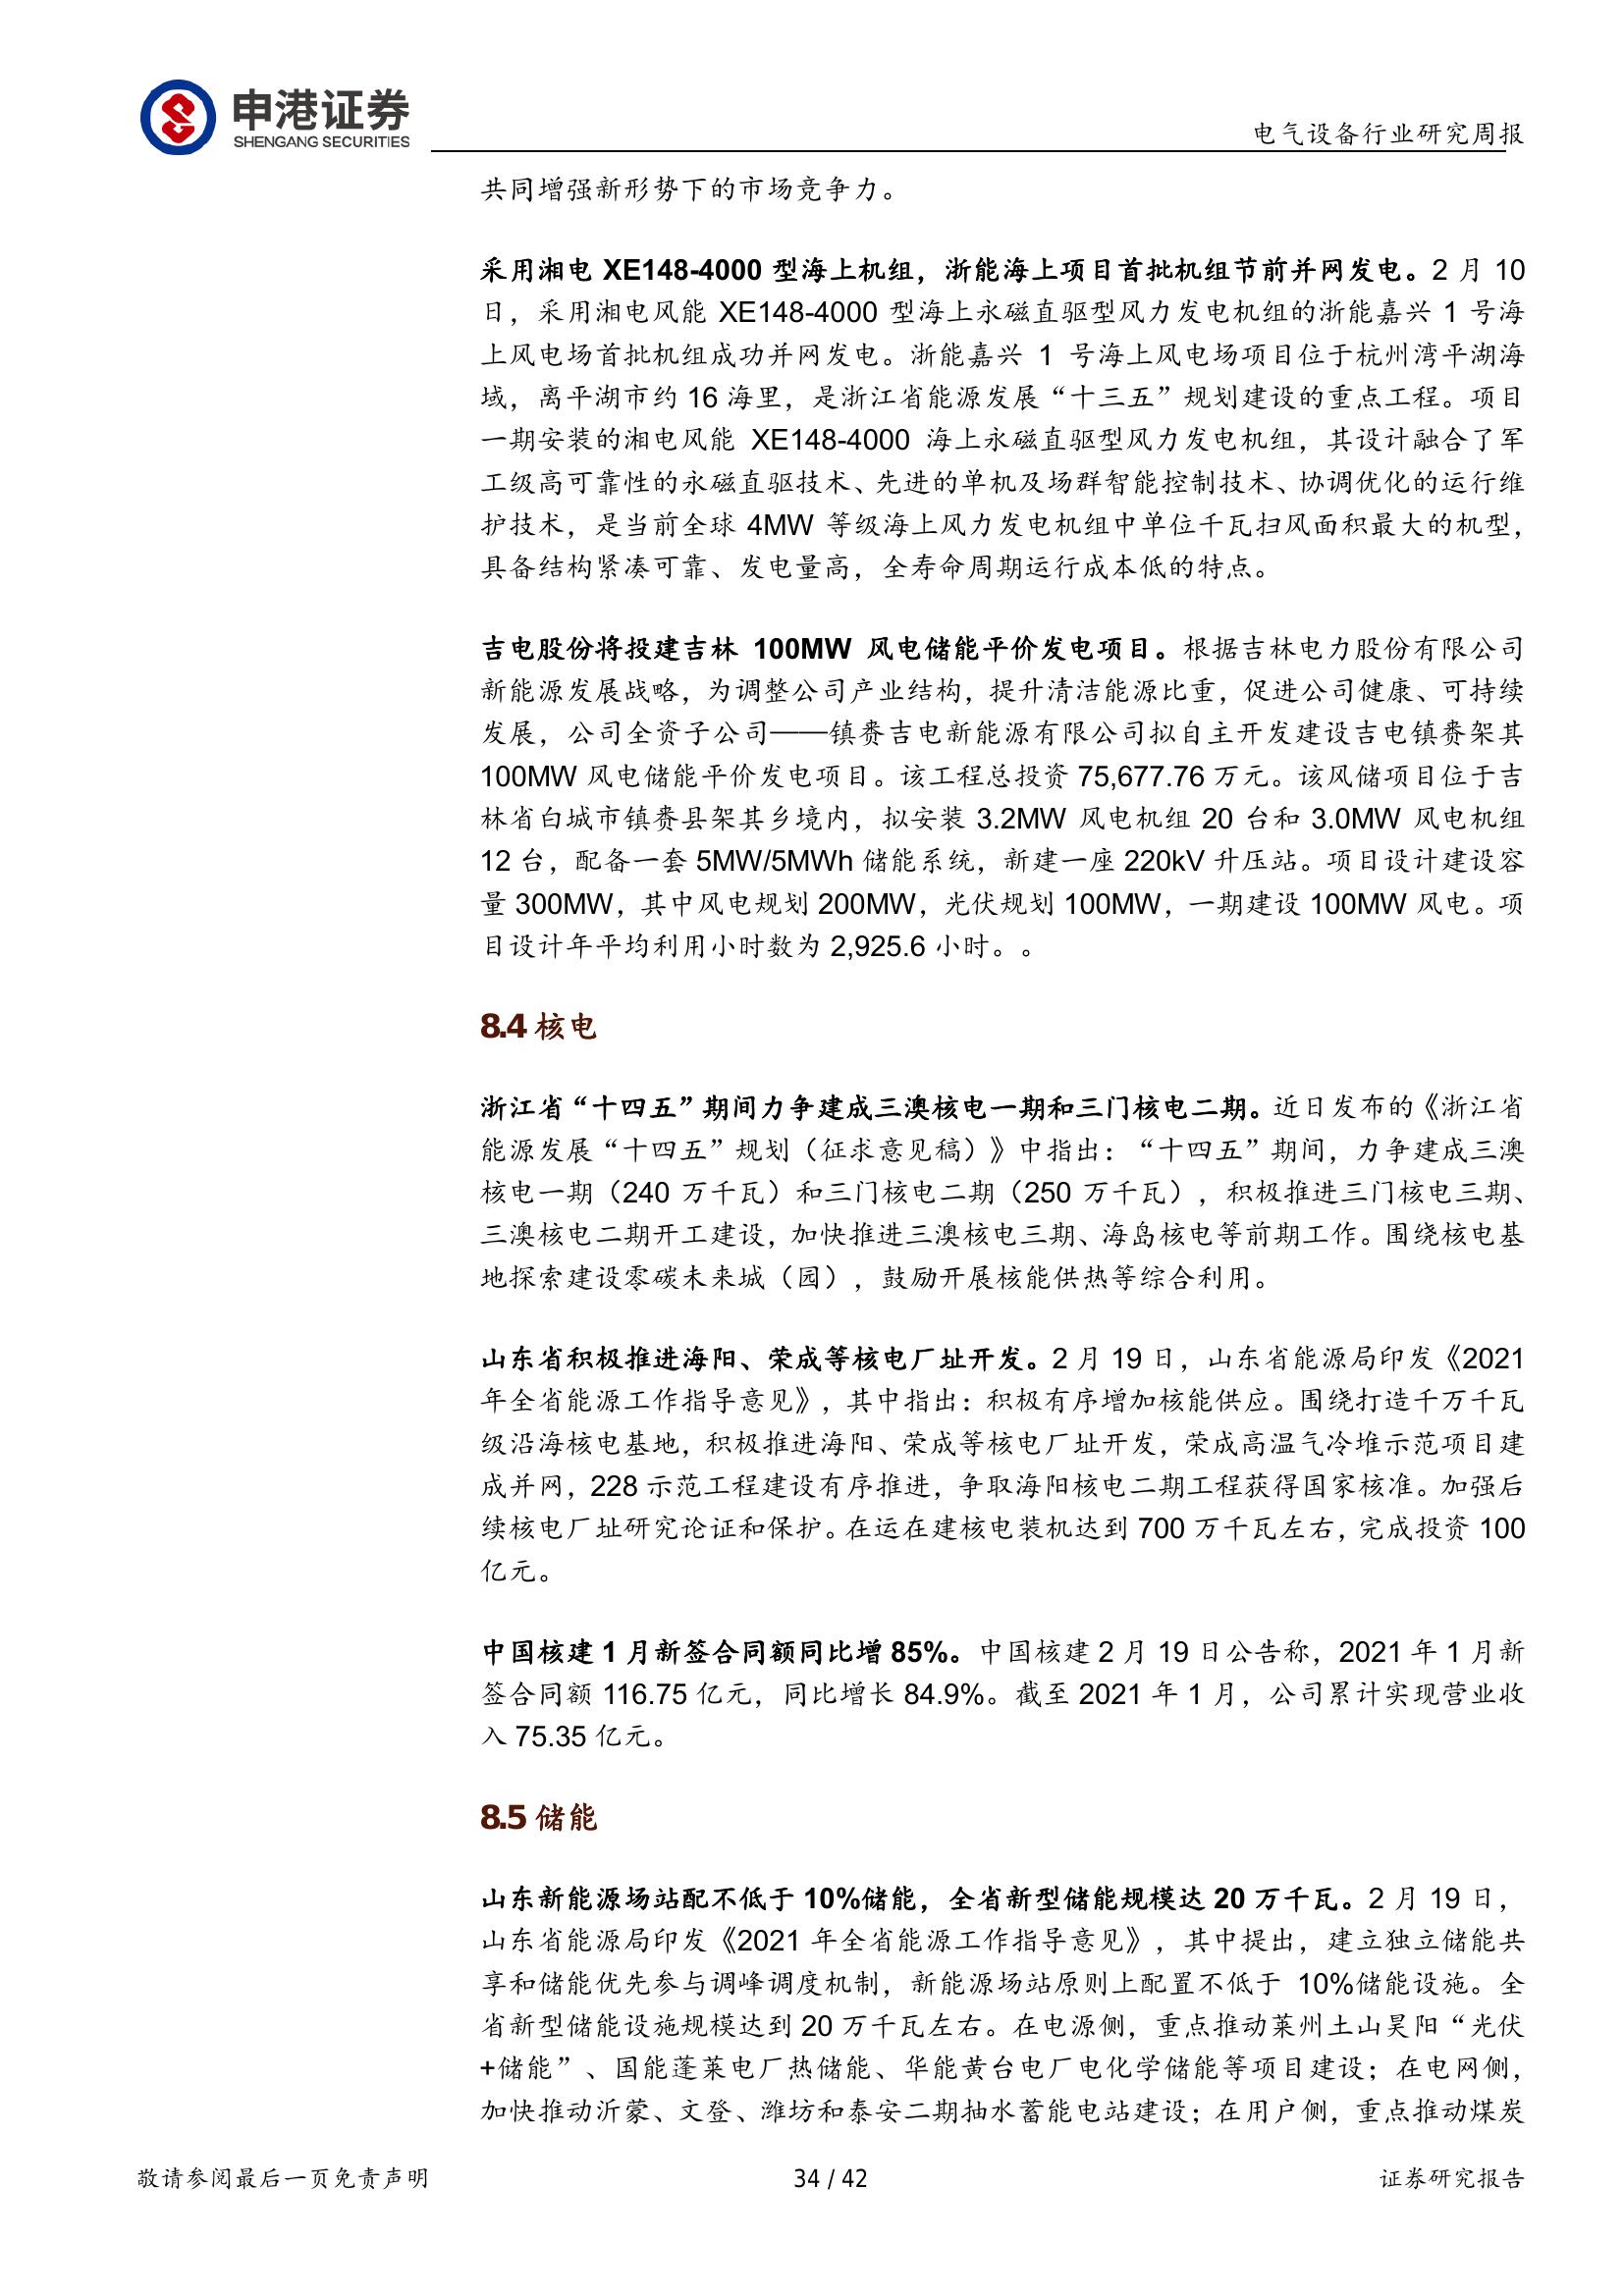 申港证券
SHENGANG SECURITIES
电气设备行业研究周报
共同增强新形势下的市场竞争力。
采用湘电 XE148-4000 型海上机组，浙能海上项目首批机组节前并网发电。2 月 10
日，采用湘电风能 XE148-4000 型海上永磁直驱型风力发电机组的浙能嘉兴 1 号海
上风电场首批机组成功并网发电。浙能嘉兴 1 号海上风电场项目位于杭州湾平湖海
域，离平湖市约 16 海里，是浙江省能源发展“十三五”规划建设的重点工程。项目
一期安装的湘电风能 XE148-4000 海上永磁直驱型风力发电机组，其设计融合了军
工级高可靠性的永磁直驱技术、先进的单机及场群智能控制技术、协调优化的运行维
护技术，是当前全球 4MW 等级海上风力发电机组中单位千瓦扫风面积最大的机型，
具备结构紧凑可靠、发电量高，全寿命周期运行成本低的特点。
吉电股份将投建吉林 100MW 风电储能平价发电项目。根据吉林电力股份有限公司
新能源发展战略，为调整公司产业结构，提升清洁能源比重，促进公司健康、可持续
发展，公司全资子公司——镇赉吉电新能源有限公司拟自主开发建设吉电镇赉架其
100MW 风电储能平价发电项目。该工程总投资 75,677.76 万元。该风储项目位于吉
林省白城市镇赉县架其乡境内，拟安装 3.2MW 风电机组 20 台和 3.0MW 风电机组
12 台，配备一套 5MW/5MWh 储能系统，新建一座 220kV 升压站。项目设计建设容
量 300MW，其中风电规划 200MW，光伏规划 100MW，一期建设 100MW 风电。项
目设计年平均利用小时数为 2,925.6 小时。。
8.4 核电
浙江省“十四五”期间力争建成三澳核电一期和三门核电二期。近日发布的《浙江省
能源发展“十四五”规划（征求意见稿）》中指出：“十四五”期间，力争建成三澳
核电一期（240 万千瓦）和三门核电二期（250 万千瓦），积极推进三门核电三期、
三澳核电二期开工建设，加快推进三澳核电三期、海岛核电等前期工作。围绕核电基
地探索建设零碳未来城（园），鼓励开展核能供热等综合利用。
山东省积极推进海阳、荣成等核电厂址开发。2 月 19 日，山东省能源局印发《2021
年全省能源工作指导意见》，其中指出：积极有序增加核能供应。围绕打造千万千瓦
级沿海核电基地，积极推进海阳、荣成等核电厂址开发，荣成高温气冷堆示范项目建
成并网，228 示范工程建设有序推进，争取海阳核电二期工程获得国家核准。加强后
续核电厂址研究论证和保护。在运在建核电装机达到 700 万千瓦左右，完成投资 100
亿元。
中国核建 1 月新签合同额同比增 85%。中国核建 2 月 19 日公告称，2021 年 1 月新
签合同额 116.75 亿元，同比增长 84.9%。截至 2021 年 1 月，公司累计实现营业收
入 75.35 亿元。
8.5 储能
山东新能源场站配不低于 10%储能，全省新型储能规模达 20 万千瓦。2 月 19 日，
山东省能源局印发《2021 年全省能源工作指导意见》，其中提出，建立独立储能共
享和储能优先参与调峰调度机制，新能源场站原则上配置不低于 10%储能设施。全
省新型储能设施规模达到 20 万千瓦左右。在电源侧，重点推动莱州土山昊阳“光伏
+储能”、国能蓬莱电厂热储能、华能黄台电厂电化学储能等项目建设；在电网侧，
加快推动沂蒙、文登、潍坊和泰安二期抽水蓄能电站建设；在用户侧，重点推动煤炭
敬请参阅最后一页免责声明
34 / 42
证券研究报告